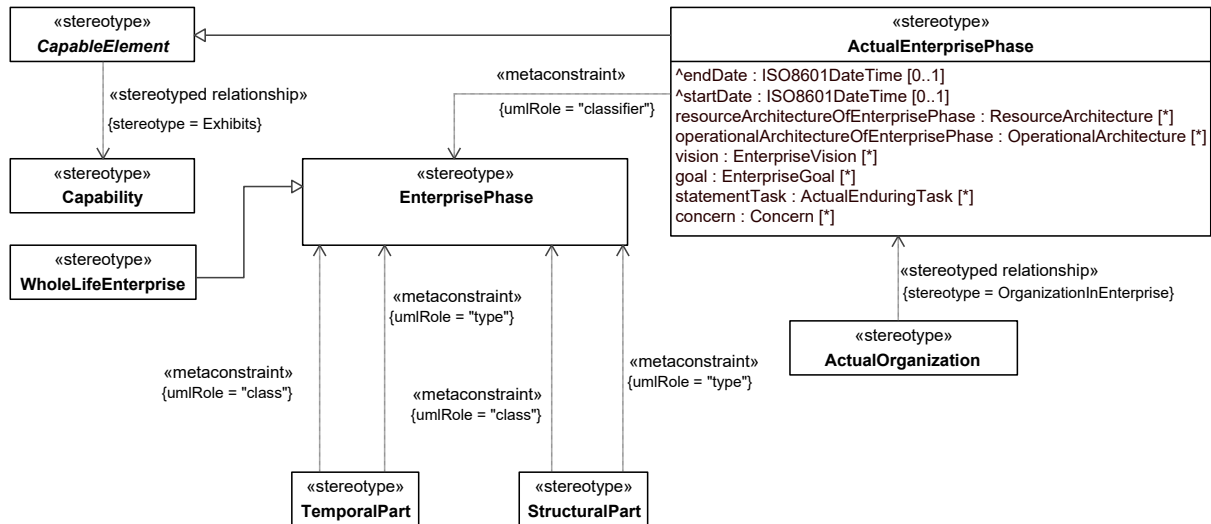 «stereotype»
CapableElement
«stereotype»
ActualEnterprisePhase
^endDate : ISO8601DateTime [0..1]
^startDate : ISO8601DateTime [0..1]
resourceArchitectureOfEnterprisePhase : ResourceArchitecture [*]
operationalArchitectureOfEnterprisePhase : OperationalArchitecture [*]
vision : EnterpriseVision [*]
goal : EnterpriseGoal [*]
statementTask : ActualEnduringTask [*]
concern : Concern [*]
«metaconstraint»
{umlRole = "classifier"}
«stereotyped relationship»
{stereotype = Exhibits}
«stereotype»
Capability
«stereotype»
EnterprisePhase
«stereotype»
WholeLifeEnterprise
«stereotyped relationship»
{stereotype = OrganizationInEnterprise}
«stereotype»
ActualOrganization
«metaconstraint»
{umlRole = "type"}
«metaconstraint»
{umlRole = "class"}
«metaconstraint»
{umlRole = "class"}
«metaconstraint»
{umlRole = "type"}
«stereotype»
TemporalPart
«stereotype»
StructuralPart